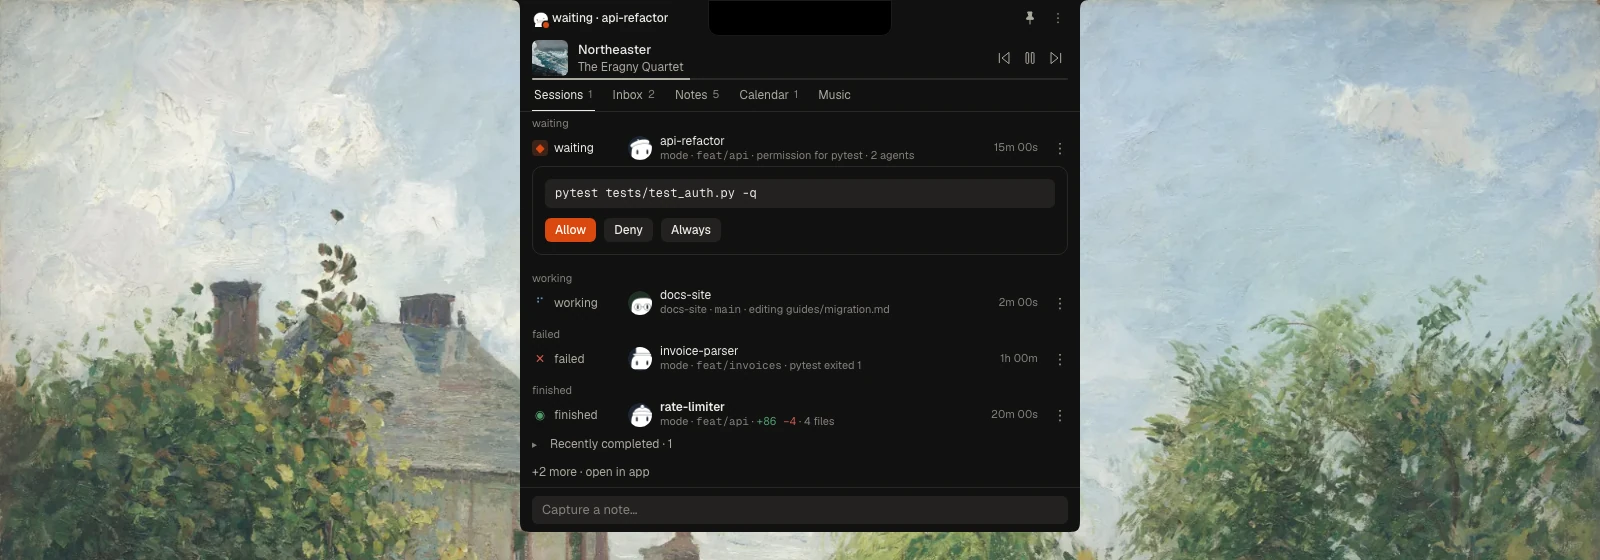 waiting · api-refactor
Northeaster
The Eragny Quartet
Sessions 1 Inbox 2 Notes 5 Calendar 1 Music
waiting
waiting api-refactor 15m 00s
mode · feat/api · permission for pytest · 2 agents
pytest tests/test_auth.py -q
Allow Deny Always
working
working docs-site 2m 00s
docs-site · main · editing guides/migration.md
failed
failed invoice-parser 1h 00m
mode · feat/invoices · pytest exited 1
finished
finished rate-limiter 20m 00s
mode · feat/api · +86 −4 · 4 files
Recently completed · 1
+2 more · open in app
Capture a note…